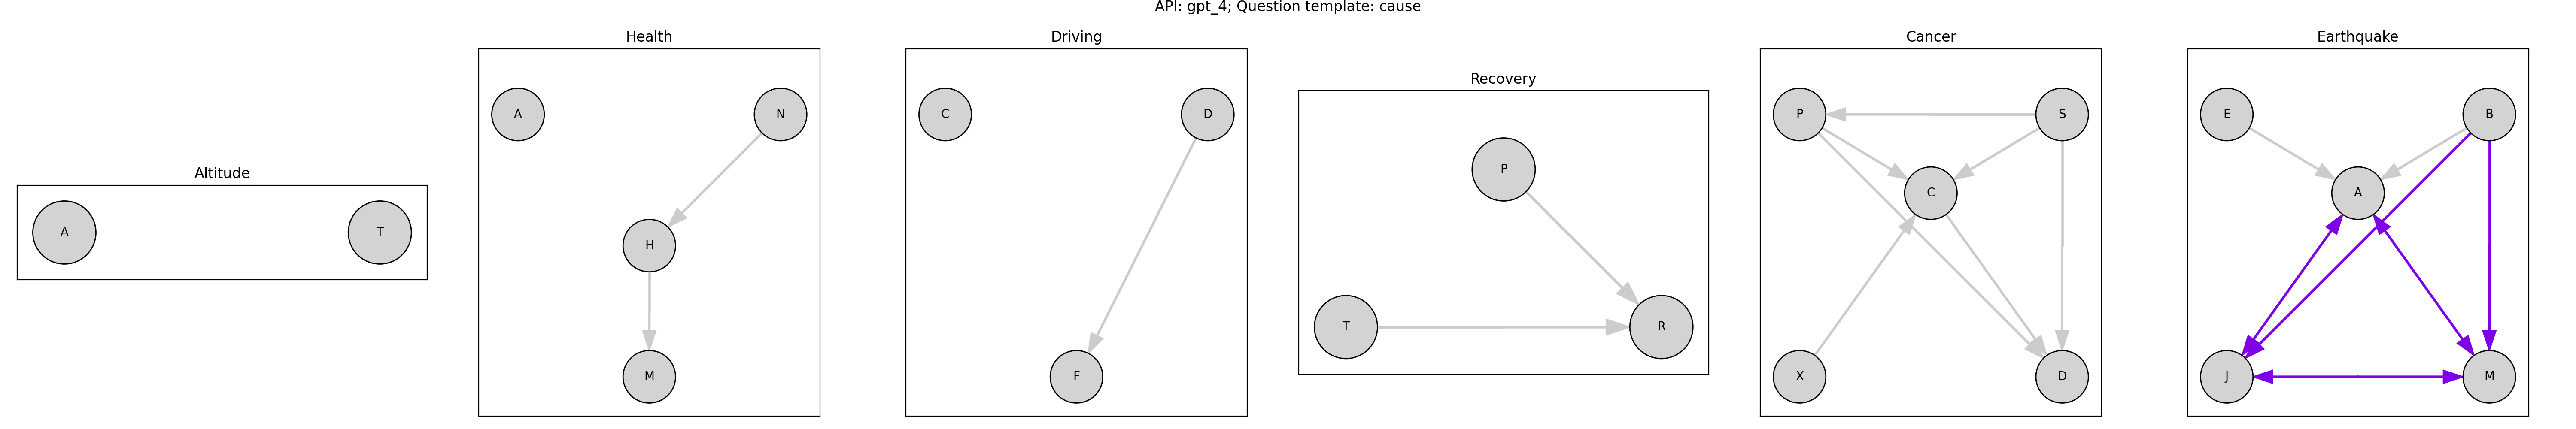 API: gpt_4; Question template: cause
Altitude
A
T
Health
A
N
H
M
Driving
C
D
F
Recovery
P
T
R
Cancer
P
S
C
X
D
Earthquake
E
B
A
J
M